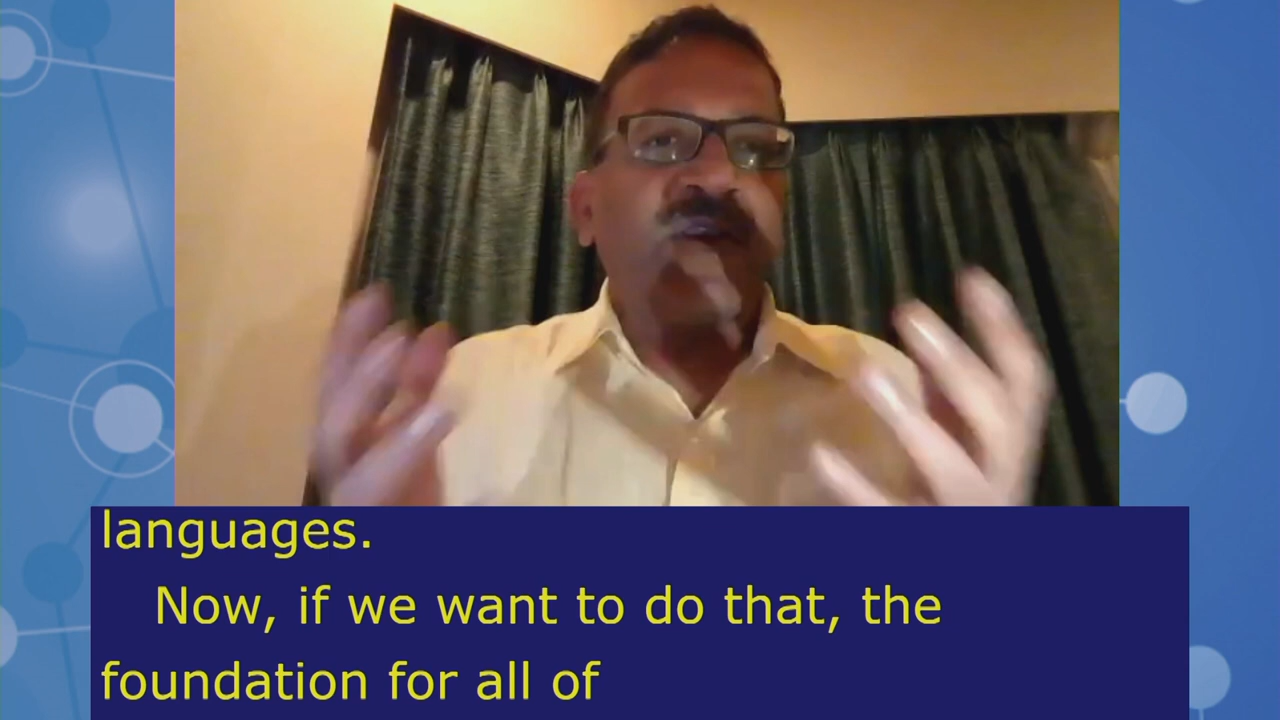 languages.
Now, if we want to do that, the
foundation for all of